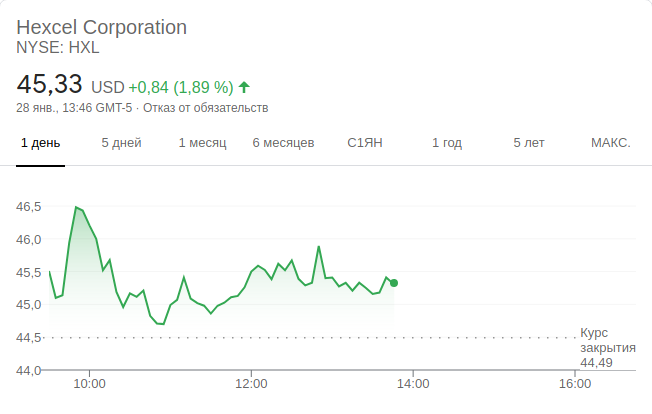 Hexcel Corporation
NYSE: HXL
45,33 USD +0,84 (1,89 %)
28 янв., 13:46 GMT-5 · Отказ от обязательств
1 день 5 дней 1 месяц 6 месяцев С1ЯН 1 год 5 лет МАКС.
46,5
46,0
45,5
45,0
44,5
Курс
закрытия
44,49
44,0
10:00 12:00 14:00 16:00